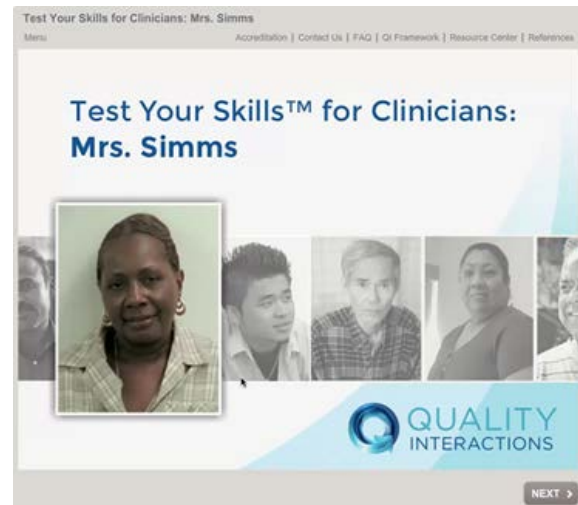 Test Your Skills for Clinicians: Mrs. Simms
Menu
Accreditation | Contact Us | FAQ | QI Framework | Resource Center | References
Test Your Skills™ for Clinicians:
Mrs. Simms
QUALITY
INTERACTIONS
NEXT >